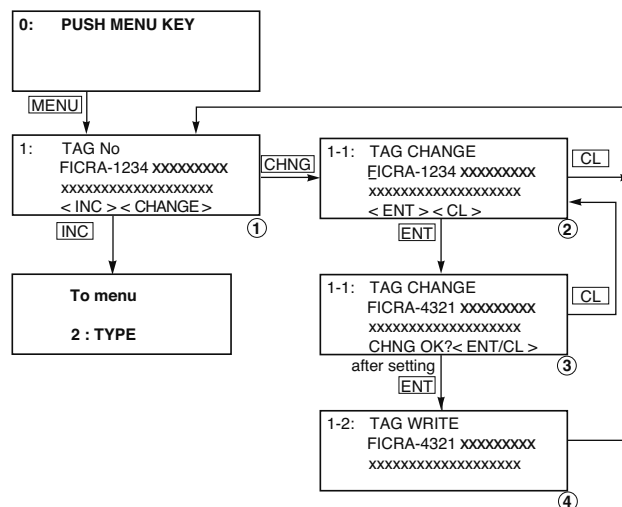 0: PUSH MENU KEY
MENU
1: TAG No
FICRA-1234 xxxxxxxxx
xxxxxxxxxxxxxxxxxxx
< INC > < CHANGE >
1
CHNG
INC
To menu
2 : TYPE
1-1: TAG CHANGE
FICRA-1234 xxxxxxxxx
xxxxxxxxxxxxxxxxxxx
< ENT > < CL >
2
CL
ENT
1-1: TAG CHANGE
FICRA-4321 xxxxxxxxx
xxxxxxxxxxxxxxxxxxx
CHNG OK?< ENT/CL >
3
CL
after setting
ENT
1-2: TAG WRITE
FICRA-4321 xxxxxxxxx
xxxxxxxxxxxxxxxxxxx
4